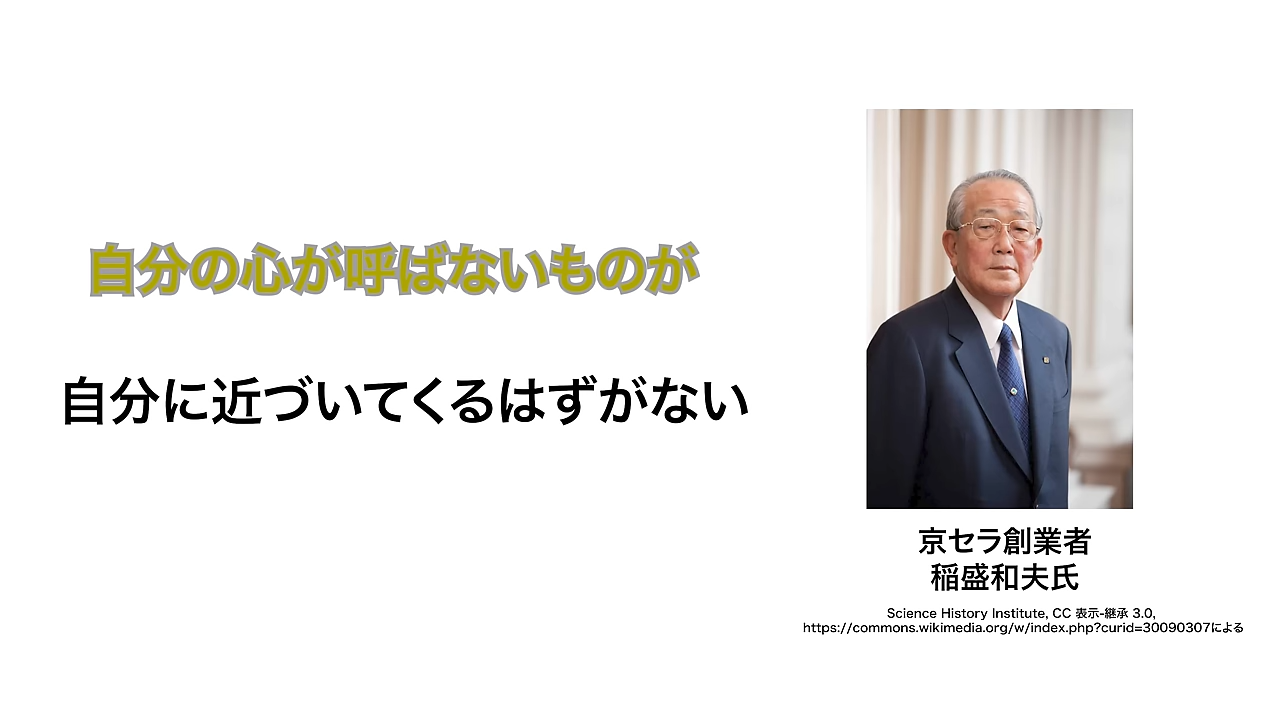 自分の心が呼ばないものが
自分に近づいてくるはずがない
京セラ創業者
稲盛和夫氏
Science History Institute, CC 表示-継承 3.0,
https://commons.wikimedia.org/w/index.php?curid=30090307による